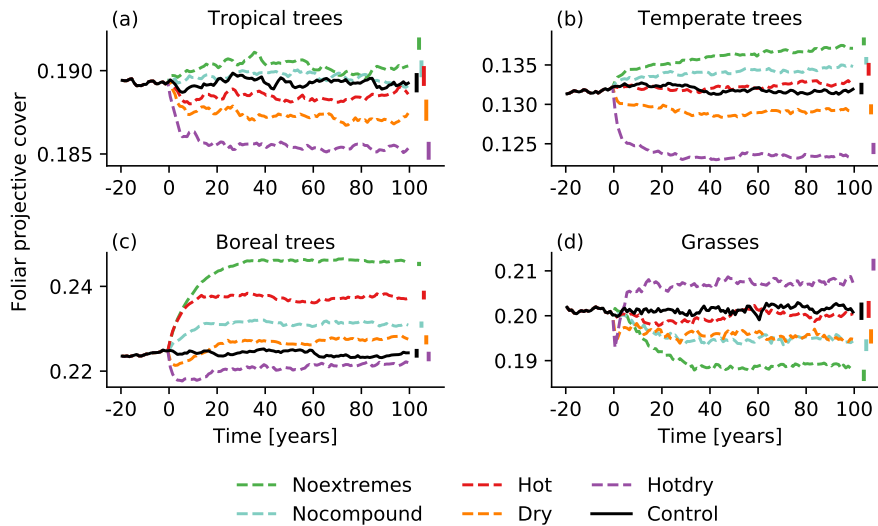 (a) Tropical trees
(b) Temperate trees
Foliar projective cover
0.190
0.185
-20 0 20 40 60 80 100
0.135
0.130
0.125
-20 0 20 40 60 80 100
(c) Boreal trees
(d) Grasses
0.24
0.22
-20 0 20 40 60 80 100
Time [years]
0.21
0.20
0.19
-20 0 20 40 60 80 100
Time [years]
Noextremes Hot Hotdry
Nocompound Dry Control